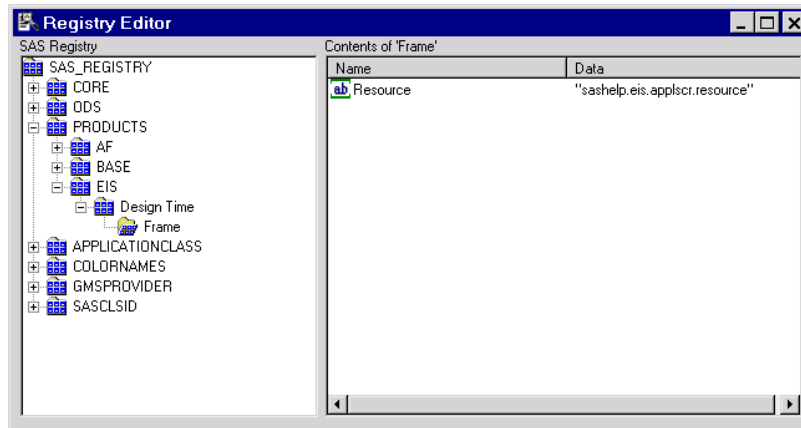 Registry Editor
SAS Registry
Contents of 'Frame'
SAS_REGISTRY
CORE
ODS
PRODUCTS
AF
BASE
EIS
Design Time
Frame
APPLICATIONCLASS
COLORNAMES
GMSPROVIDER
SASCLSID
Name Data
ab Resource "sashelp.eis.applscr.resource"